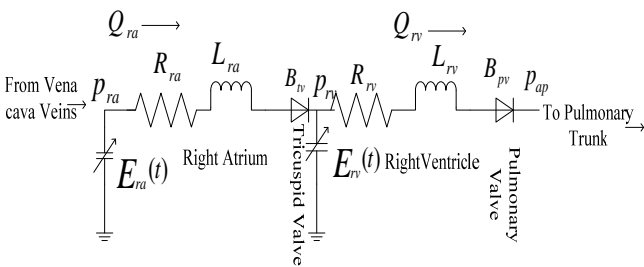 Q_ra
Q_rv
From Vena
cava Veins
p_ra
R_ra
L_ra
B_tv
p_rv
R_rv
L_rv
B_pv
p_ap
To Pulmonary
Trunk
E_ra(t)
Right Atrium
Tricuspid Valve
E_rv(t)
RightVentricle
Pulmonary
Valve